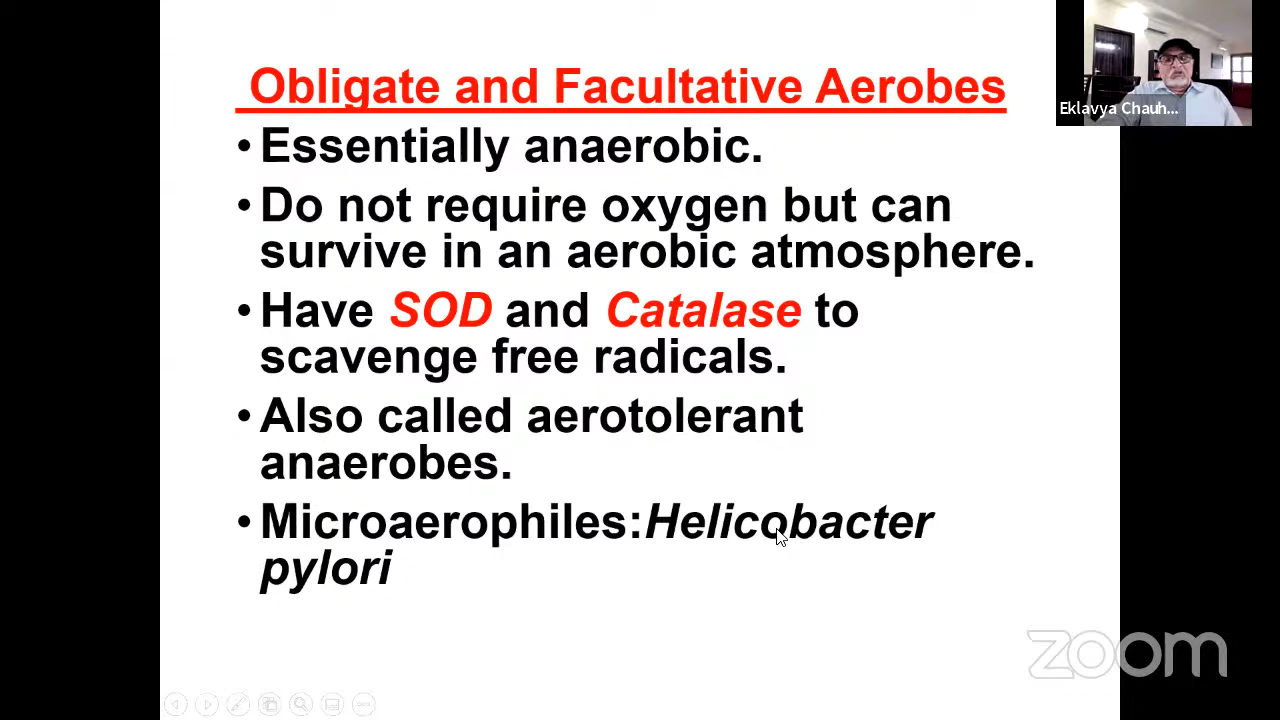 Obligate and Facultative Aerobes
• Essentially anaerobic.
• Do not require oxygen but can
survive in an aerobic atmosphere.
• Have SOD and Catalase to
scavenge free radicals.
• Also called aerotolerant
anaerobes.
• Microaerophiles:Helicobacter
pylori
Eklavya Chauh...
zoom